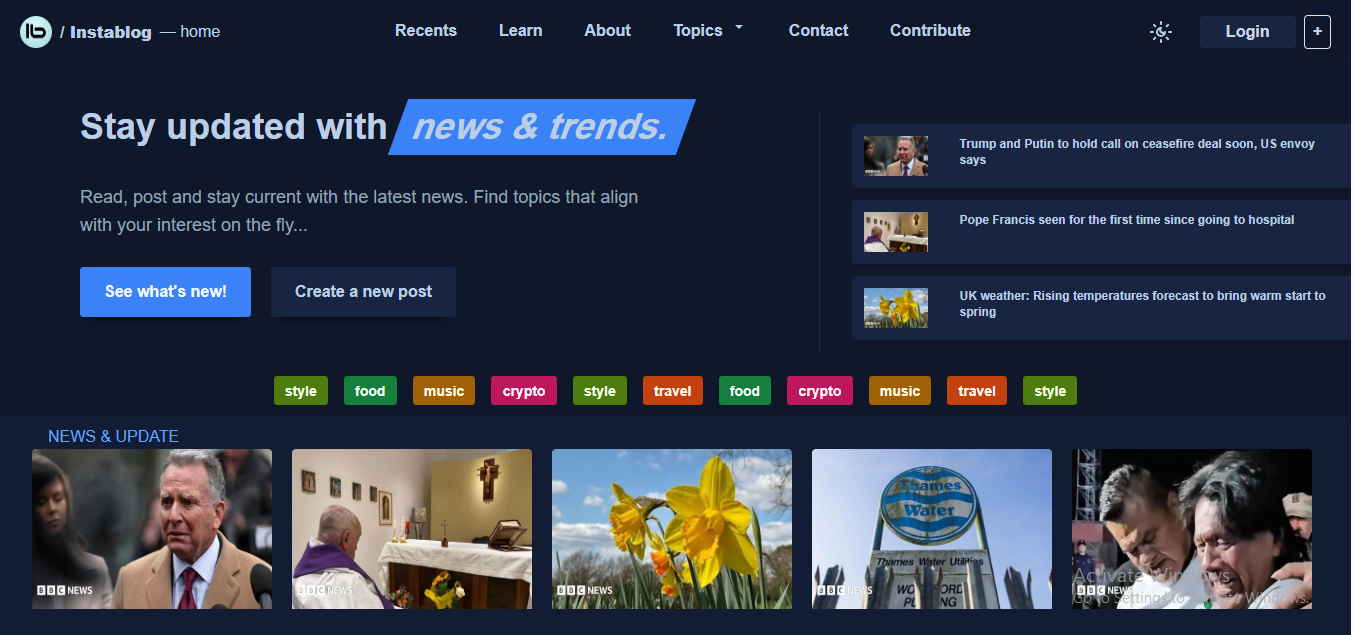 / Instablog — home
Recents
Learn
About
Topics
Contact
Contribute
Login
+
Stay updated with news & trends.
Read, post and stay current with the latest news. Find topics that align
with your interest on the fly...
See what's new!
Create a new post
Trump and Putin to hold call on ceasefire deal soon, US envoy
says
Pope Francis seen for the first time since going to hospital
UK weather: Rising temperatures forecast to bring warm start to
spring
style
food
music
crypto
style
travel
food
crypto
music
travel
style
NEWS & UPDATE
BBC NEWS
BBC NEWS
BBC NEWS
Thames
Water
Thames Water Utilities
BBC NEWS
Activate Windows
BBC NEWS
Go to Settings to activate Windows.